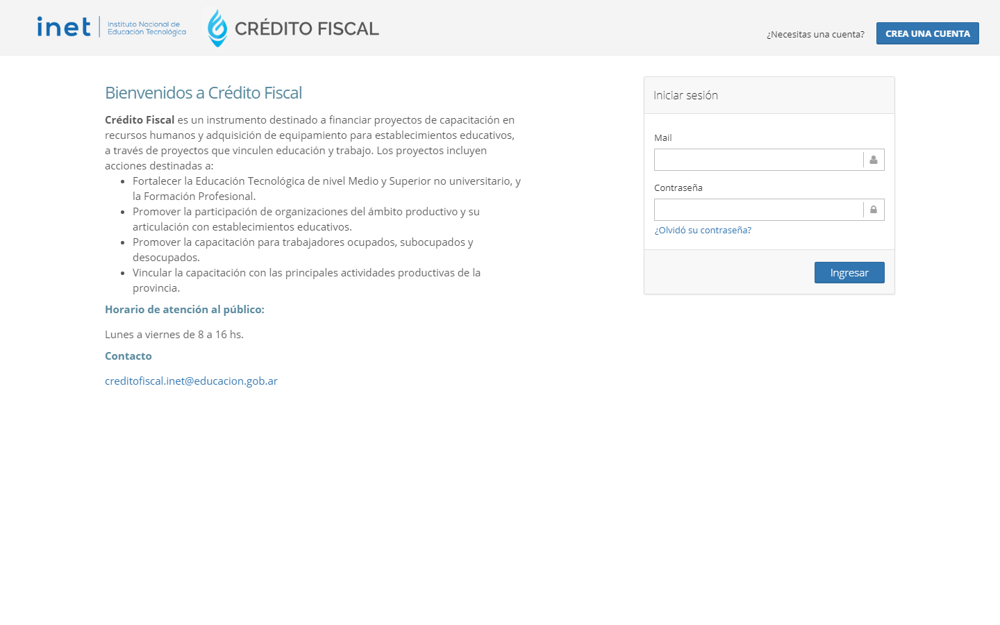 inet
Instituto Nacional de
Educación Tecnológica
CRÉDITO FISCAL
¿Necesitas una cuenta?
CREA UNA CUENTA
Bienvenidos a Crédito Fiscal
Crédito Fiscal es un instrumento destinado a financiar proyectos de capacitación en
recursos humanos y adquisición de equipamiento para establecimientos educativos,
a través de proyectos que vinculen educación y trabajo. Los proyectos incluyen
acciones destinadas a:
Fortalecer la Educación Tecnológica de nivel Medio y Superior no universitario, y
la Formación Profesional.
Promover la participación de organizaciones del ámbito productivo y su
articulación con establecimientos educativos.
Promover la capacitación para trabajadores ocupados, subocupados y
desocupados.
Vincular la capacitación con las principales actividades productivas de la
provincia.
Horario de atención al público:
Lunes a viernes de 8 a 16 hs.
Contacto
creditofiscal.inet@educacion.gob.ar
Iniciar sesión
Mail
Contraseña
¿Olvidó su contraseña?
Ingresar